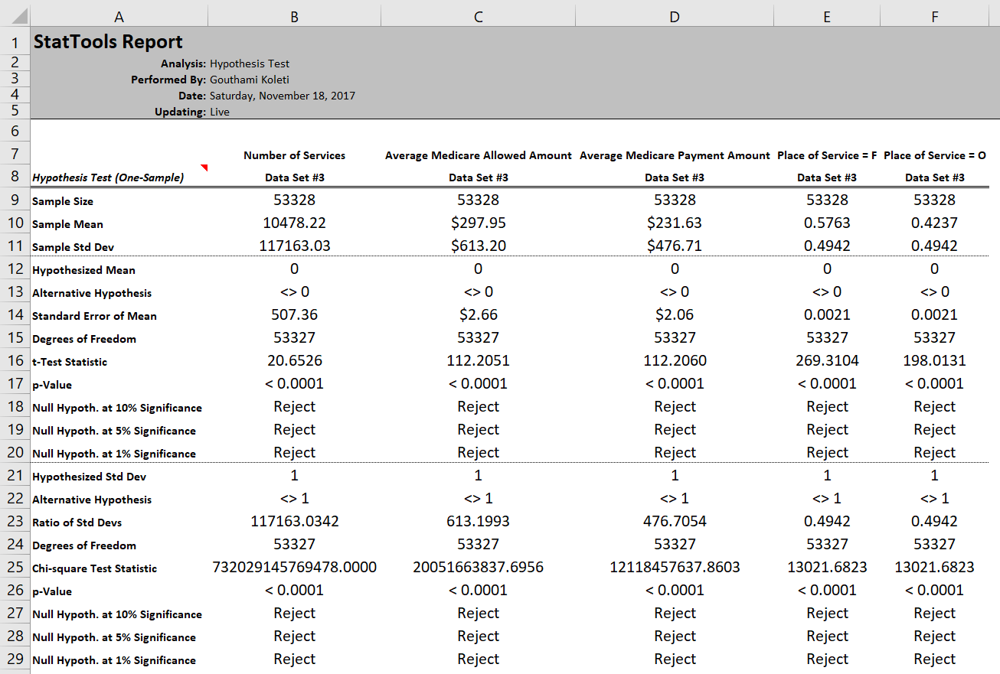 A B C D E F
1 StatTools Report
2 Analysis: Hypothesis Test
3 Performed By: Gouthami Koleti
4 Date: Saturday, November 18, 2017
5 Updating: Live
6
7 Number of Services Average Medicare Allowed Amount Average Medicare Payment Amount Place of Service = F Place of Service = O
8 Hypothesis Test (One-Sample) Data Set #3 Data Set #3 Data Set #3 Data Set #3 Data Set #3
9 Sample Size 53328 53328 53328 53328 53328
10 Sample Mean 10478.22 $297.95 $231.63 0.5763 0.4237
11 Sample Std Dev 117163.03 $613.20 $476.71 0.4942 0.4942
12 Hypothesized Mean 0 0 0 0 0
13 Alternative Hypothesis <> 0 <> 0 <> 0 <> 0 <> 0
14 Standard Error of Mean 507.36 $2.66 $2.06 0.0021 0.0021
15 Degrees of Freedom 53327 53327 53327 53327 53327
16 t-Test Statistic 20.6526 112.2051 112.2060 269.3104 198.0131
17 p-Value < 0.0001 < 0.0001 < 0.0001 < 0.0001 < 0.0001
18 Null Hypoth. at 10% Significance Reject Reject Reject Reject Reject
19 Null Hypoth. at 5% Significance Reject Reject Reject Reject Reject
20 Null Hypoth. at 1% Significance Reject Reject Reject Reject Reject
21 Hypothesized Std Dev 1 1 1 1 1
22 Alternative Hypothesis <> 1 <> 1 <> 1 <> 1 <> 1
23 Ratio of Std Devs 117163.0342 613.1993 476.7054 0.4942 0.4942
24 Degrees of Freedom 53327 53327 53327 53327 53327
25 Chi-square Test Statistic 732029145769478.0000 20051663837.6956 12118457637.8603 13021.6823 13021.6823
26 p-Value < 0.0001 < 0.0001 < 0.0001 < 0.0001 < 0.0001
27 Null Hypoth. at 10% Significance Reject Reject Reject Reject Reject
28 Null Hypoth. at 5% Significance Reject Reject Reject Reject Reject
29 Null Hypoth. at 1% Significance Reject Reject Reject Reject Reject